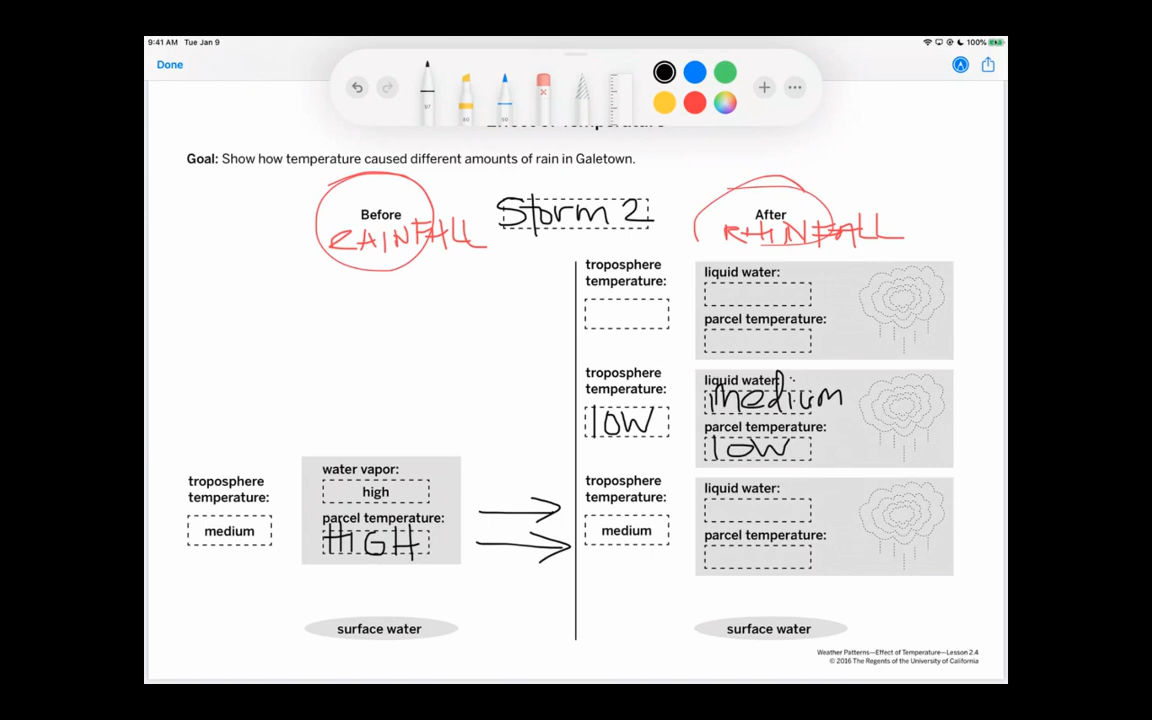 9:41 AM Tue Jan 9
100%
Done
97
80
50
Effect of Temperature
Goal: Show how temperature caused different amounts of rain in Galetown.
Before
RAINFALL
Storm 2
After
RAINFALL
troposphere
temperature:
liquid water:
parcel temperature:
troposphere
temperature:
low
liquid water:
medium
parcel temperature:
low
troposphere
temperature:
medium
water vapor:
high
parcel temperature:
HIGH
troposphere
temperature:
medium
liquid water:
parcel temperature:
surface water
surface water
Weather Patterns—Effect of Temperature—Lesson 2.4
© 2016 The Regents of the University of California